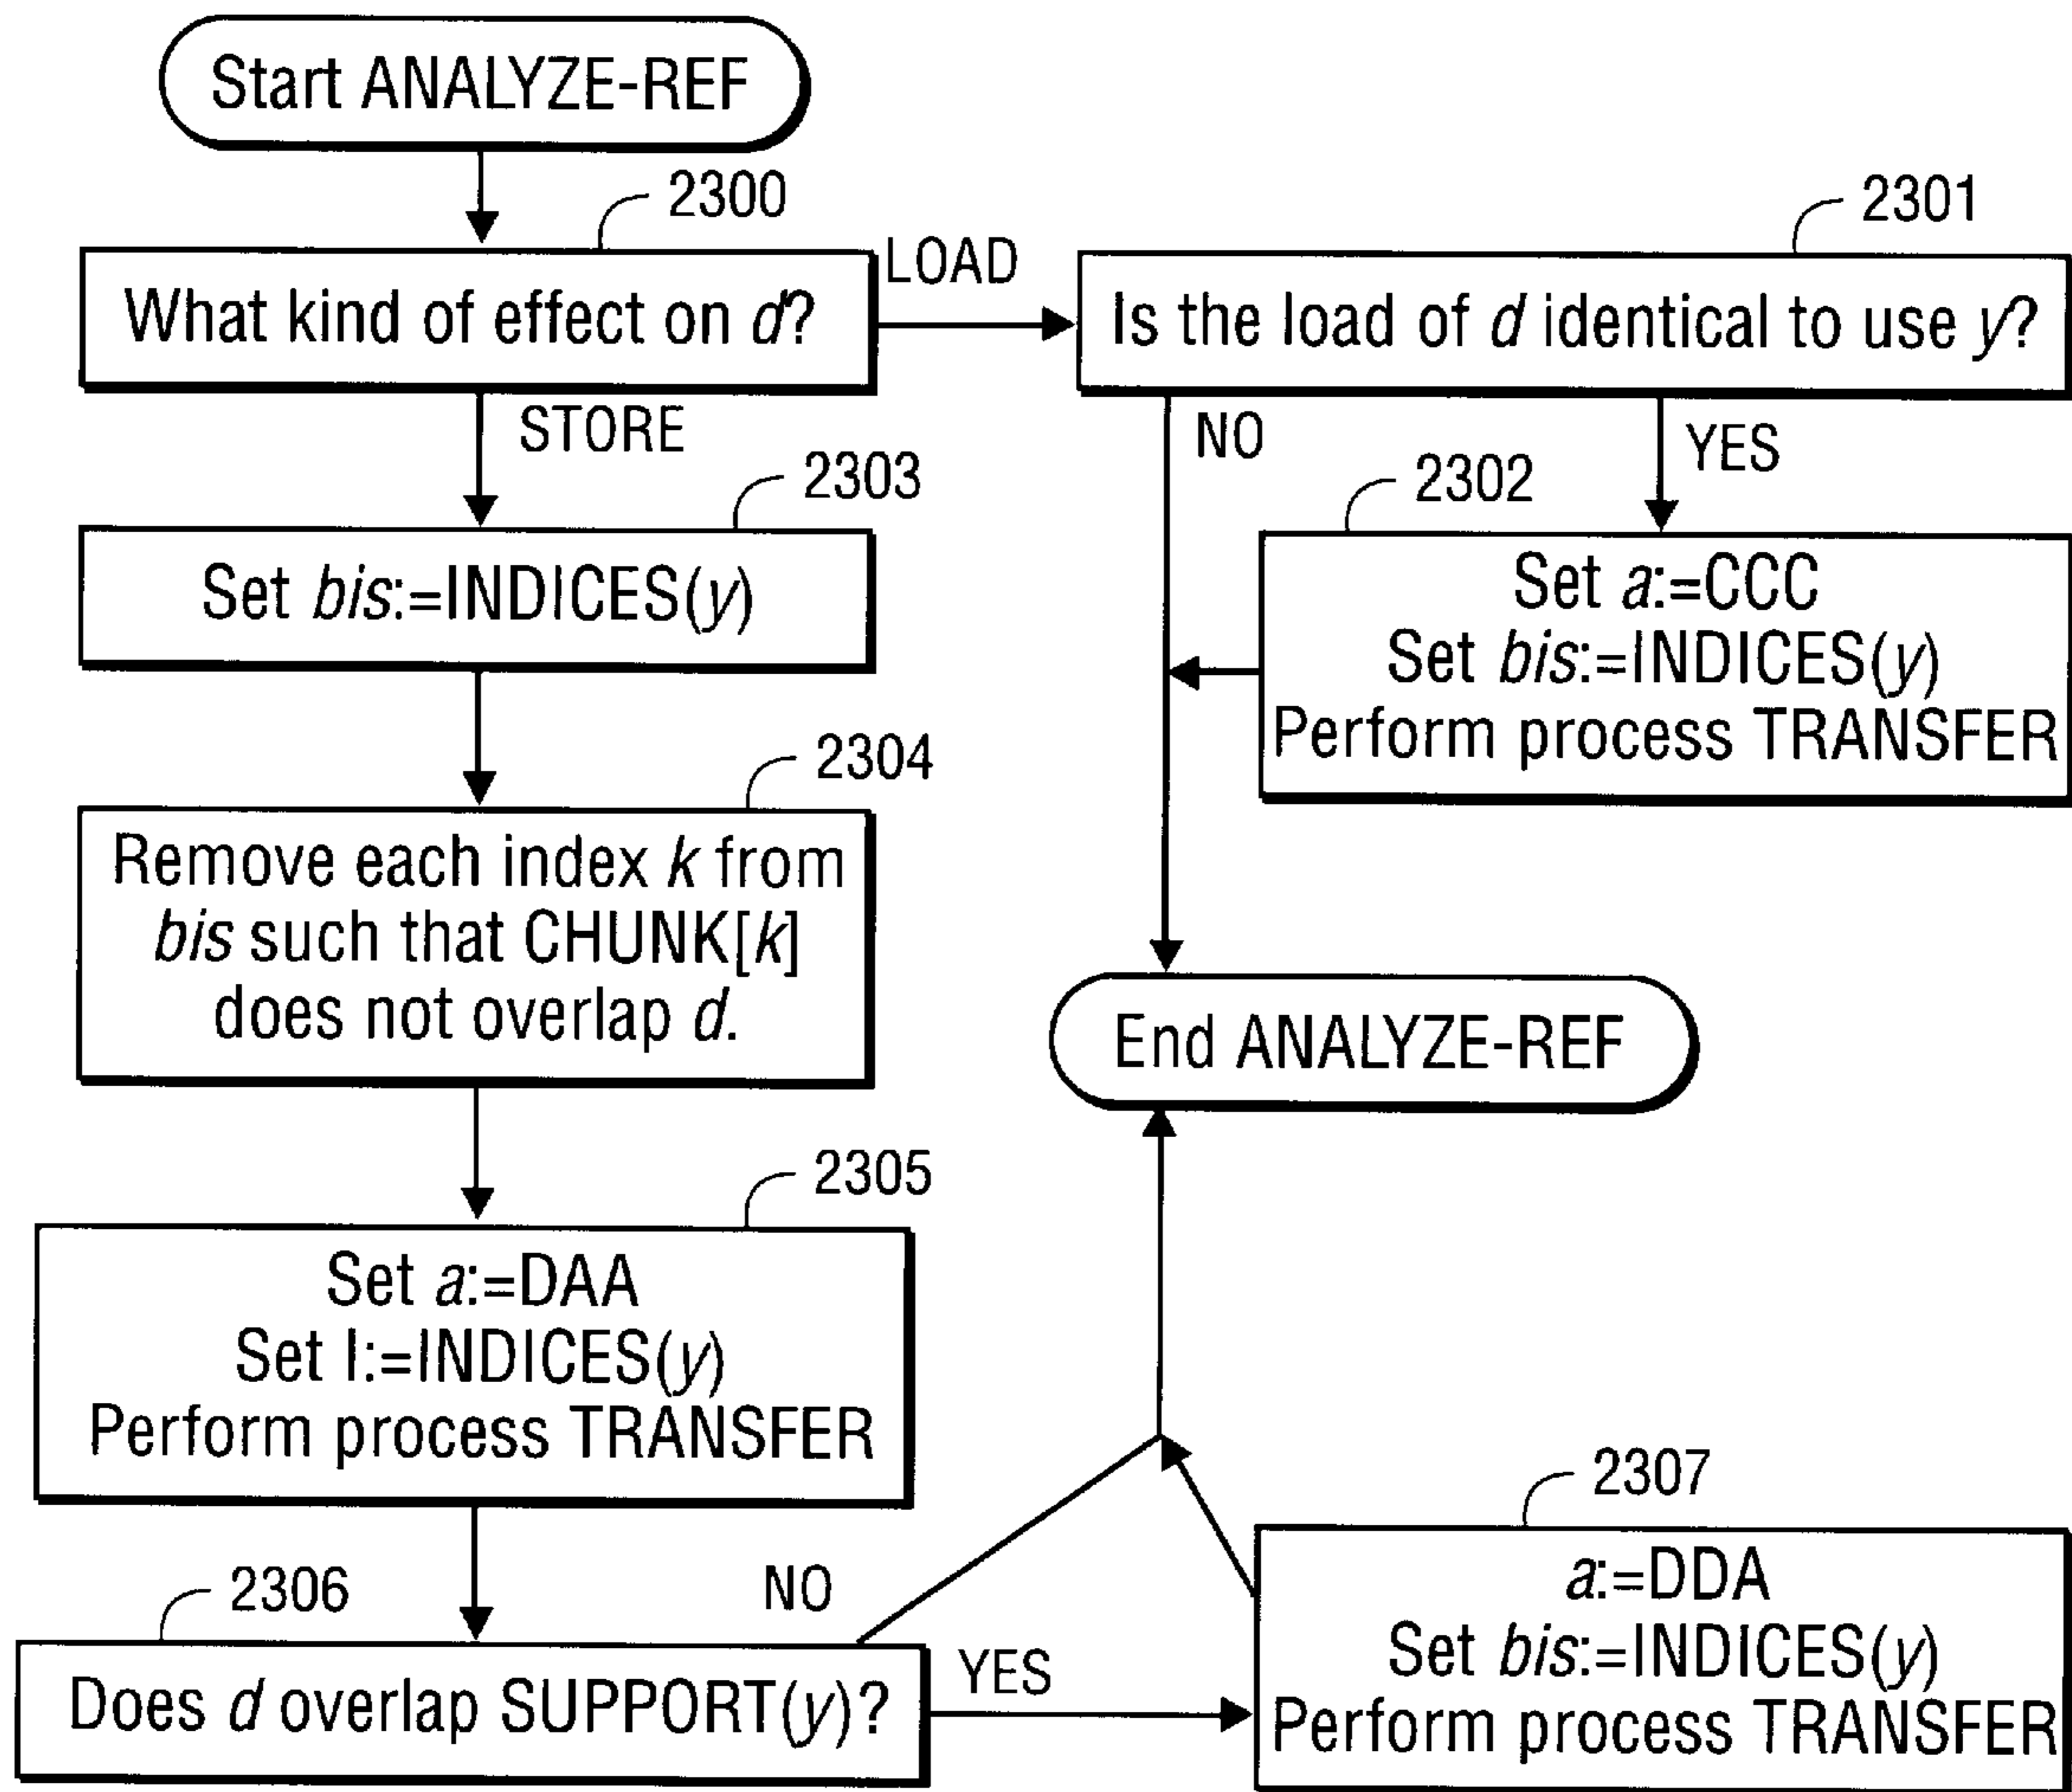 Start ANALYZE-REF
2300
What kind of effect on d?
LOAD
2301
Is the load of d identical to use y?
STORE
NO
YES
2303
Set bis:=INDICES(y)
2302
Set a:=CCC
Set bis:=INDICES(y)
Perform process TRANSFER
2304
Remove each index k from
bis such that CHUNK[k]
does not overlap d.
End ANALYZE-REF
2305
Set a:=DAA
Set I:=INDICES(y)
Perform process TRANSFER
2306
Does d overlap SUPPORT(y)?
NO
YES
2307
a:=DDA
Set bis:=INDICES(y)
Perform process TRANSFER